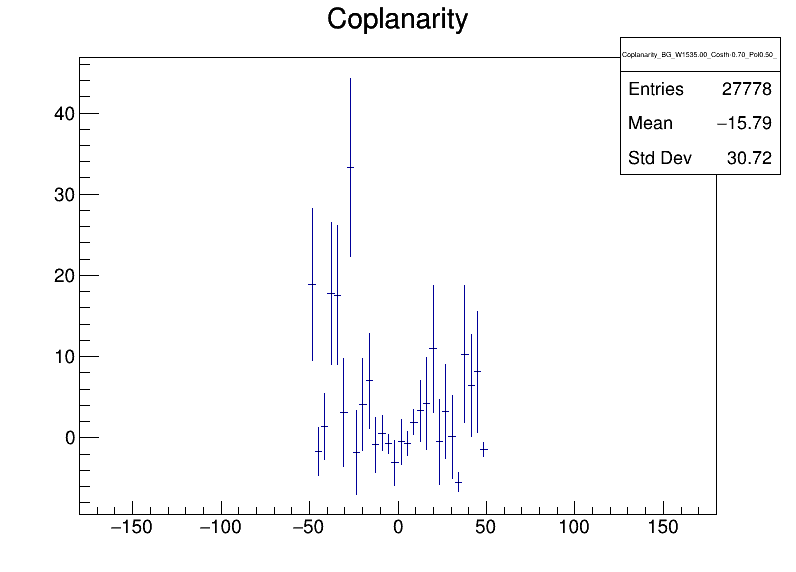 Coplanarity
Coplanarity_BG_W1535.00_Costh-0.70_Pol0.50_
Entries 27778
Mean −15.79
Std Dev 30.72
40
30
20
10
0
−150 −100 −50 0 50 100 150